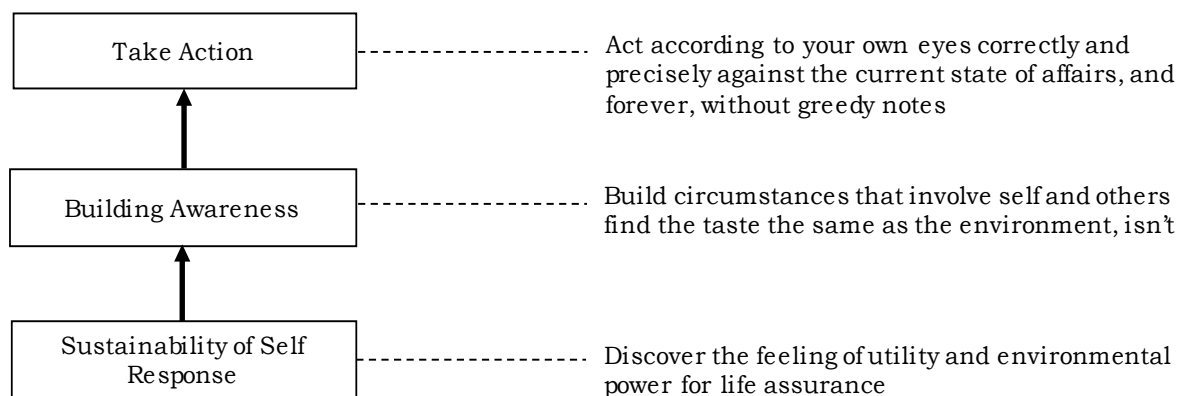 Take Action
Act according to your own eyes correctly and
precisely against the current state of affairs, and
forever, without greedy notes
Building Awareness
Build circumstances that involve self and others
find the taste the same as the environment, isn't
Sustainability of Self
Response
Discover the feeling of utility and environmental
power for life assurance